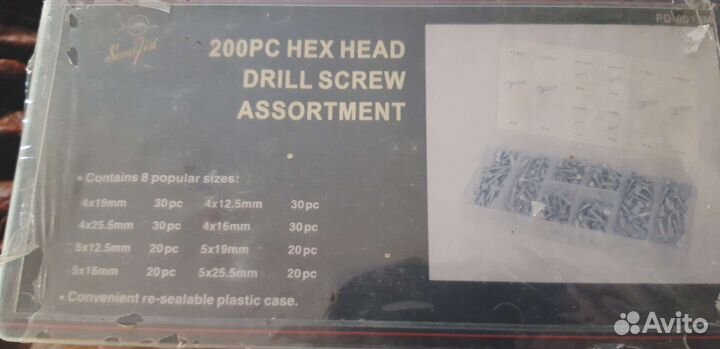 200PC HEX HEAD
DRILL SCREW
ASSORTMENT
• Contains 8 popular sizes:
4x19mm 30pc 4x12.5mm 30pc
4x25.5mm 30pc 4x16mm 30pc
5x12.5mm 20pc 5x19mm 20pc
5x16mm 20pc 5x25.5mm 20pc
• Convenient re-sealable plastic case.
Avito